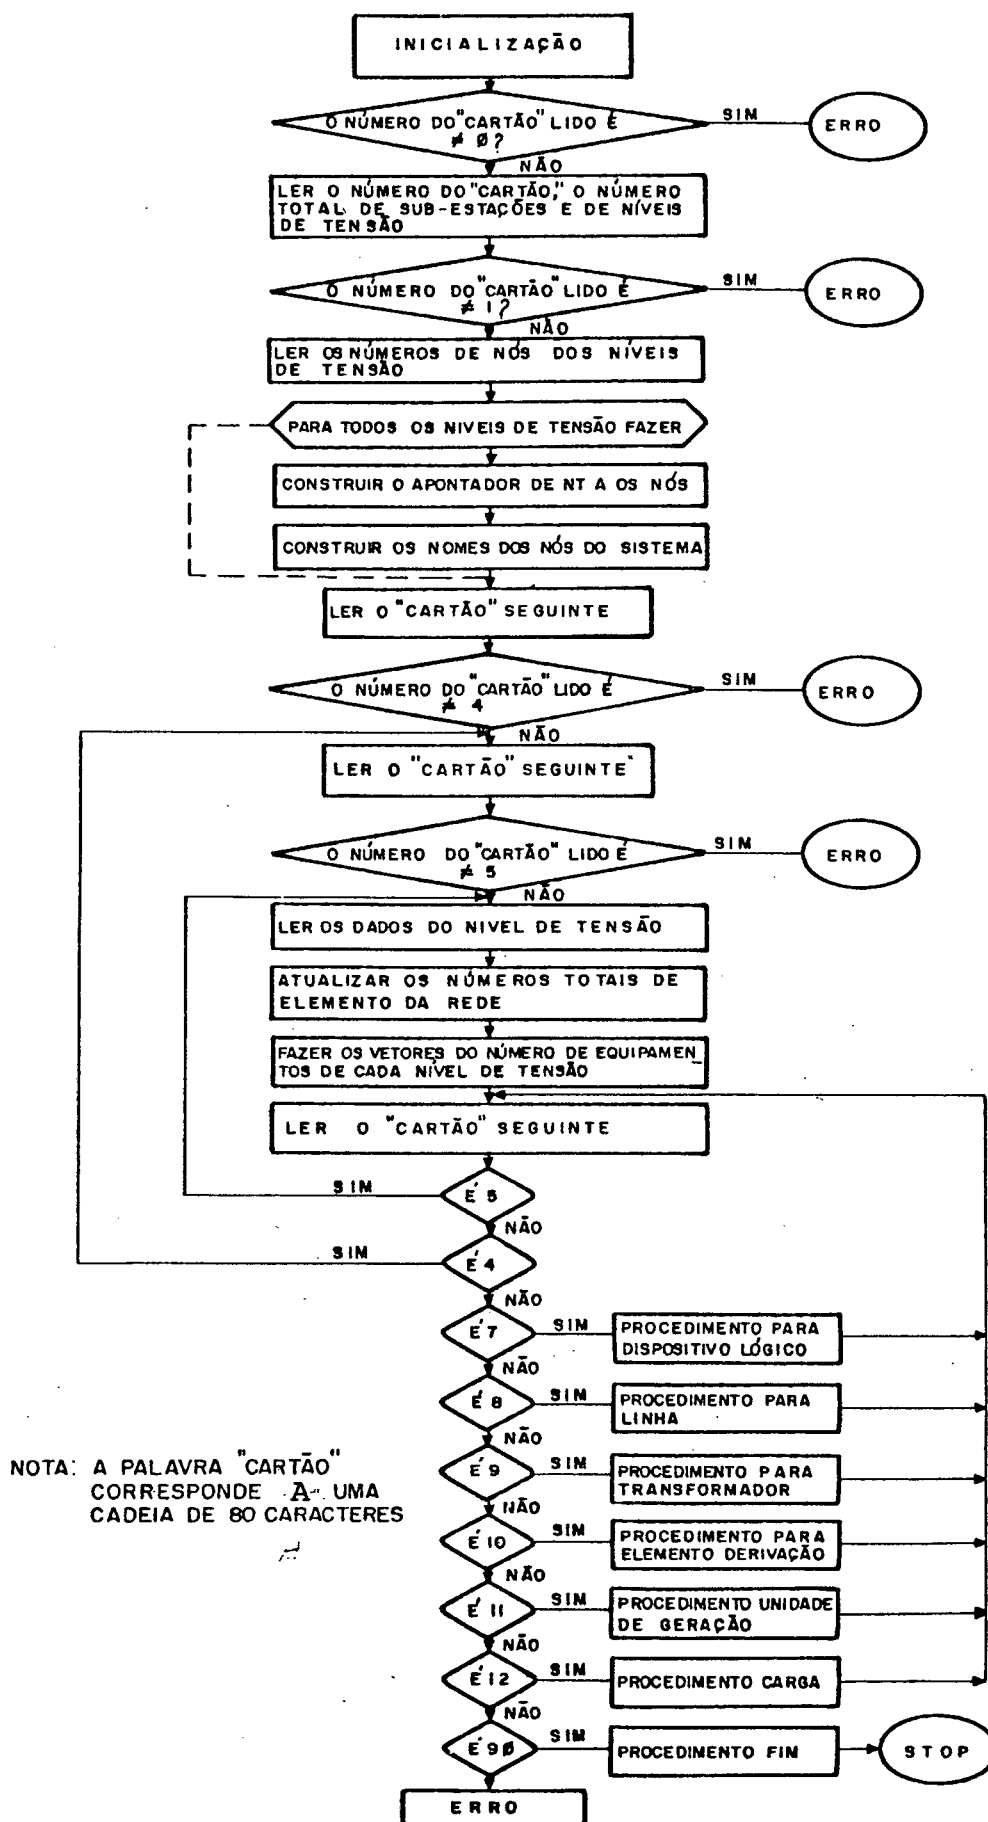 INICIALIZAÇÃO
O NÚMERO DO "CARTÃO" LIDO É
≠ Ø?
SIM
ERRO
NÃO
LER O NÚMERO DO "CARTÃO," O NÚMERO
TOTAL DE SUB-ESTAÇÕES E DE NÍVEIS
DE TENSÃO
O NÚMERO DO "CARTÃO" LIDO É
≠ 1?
SIM
ERRO
NÃO
LER OS NÚMEROS DE NÓS DOS NÍVEIS
DE TENSÃO
PARA TODOS OS NIVEIS DE TENSÃO FAZER
CONSTRUIR O APONTADOR DE NT A OS NÓS
CONSTRUIR OS NOMES DOS NÓS DO SISTEMA
LER O "CARTÃO" SEGUINTE
O NÚMERO DO "CARTÃO" LIDO É
≠ 4
SIM
ERRO
NÃO
LER O "CARTÃO" SEGUINTE
O NÚMERO DO "CARTÃO" LIDO É
≠ 5
SIM
ERRO
NÃO
LER OS DADOS DO NIVEL DE TENSÃO
ATUALIZAR OS NÚMEROS TOTAIS DE
ELEMENTO DA REDE
FAZER OS VETORES DO NÚMERO DE EQUIPAMEN_
TOS DE CADA NÍVEL DE TENSÃO
LER O "CARTÃO" SEGUINTE
SIM
É 5
NÃO
SIM
É 4
NÃO
É 7
SIM
PROCEDIMENTO PARA
DISPOSITIVO LÓGICO
NÃO
É 8
SIM
PROCEDIMENTO PARA
LINHA
NÃO
É 9
SIM
PROCEDIMENTO PARA
TRANSFORMADOR
NÃO
É 10
SIM
PROCEDIMENTO PARA
ELEMENTO DERIVAÇÃO
NÃO
É 11
SIM
PROCEDIMENTO UNIDADE
DE GERAÇÃO
NÃO
É 12
SIM
PROCEDIMENTO CARGA
NÃO
É 9Ø
SIM
PROCEDIMENTO FIM
STOP
ERRO
NOTA: A PALAVRA "CARTÃO"
CORRESPONDE A UMA
CADEIA DE 80 CARACTERES